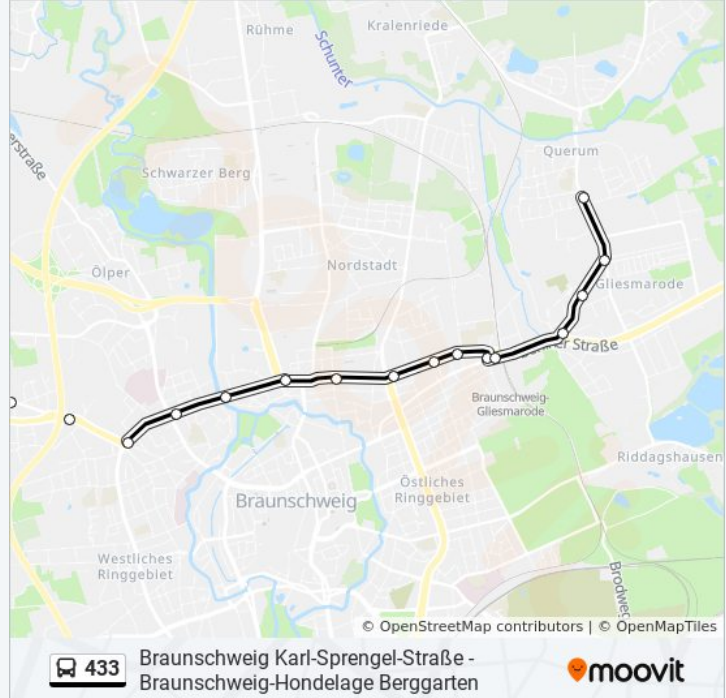 Rühme
Kralenriede
Schunter
erstraße
Querum
Schwarzer Berg
Ölper
Nordstadt
Gliesmarode
Straße
Braunschweig-
Gliesmarode
Riddagshausen
Östliches
Ringgebiet
Braunschweig
Westliches
Ringgebiet
Brodweg
© OpenStreetMap contributors | © OpenMapTiles
433
Braunschweig Karl-Sprengel-Straße -
Braunschweig-Hondelage Berggarten
moovit